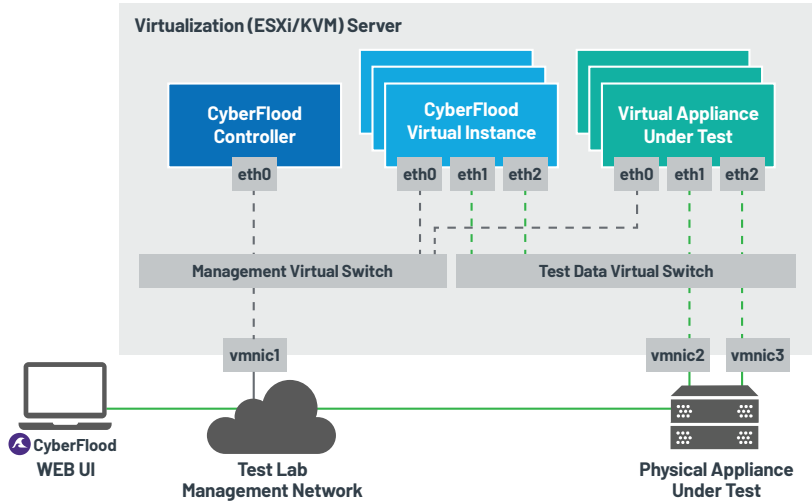 Virtualization (ESXi/KVM) Server
CyberFlood
Controller
CyberFlood
Virtual Instance
Virtual Appliance
Under Test
eth0
eth0
eth1
eth2
eth0
eth1
eth2
Management Virtual Switch
Test Data Virtual Switch
vmnic1
vmnic2
vmnic3
CyberFlood
WEB UI
Test Lab
Management Network
Physical Appliance
Under Test